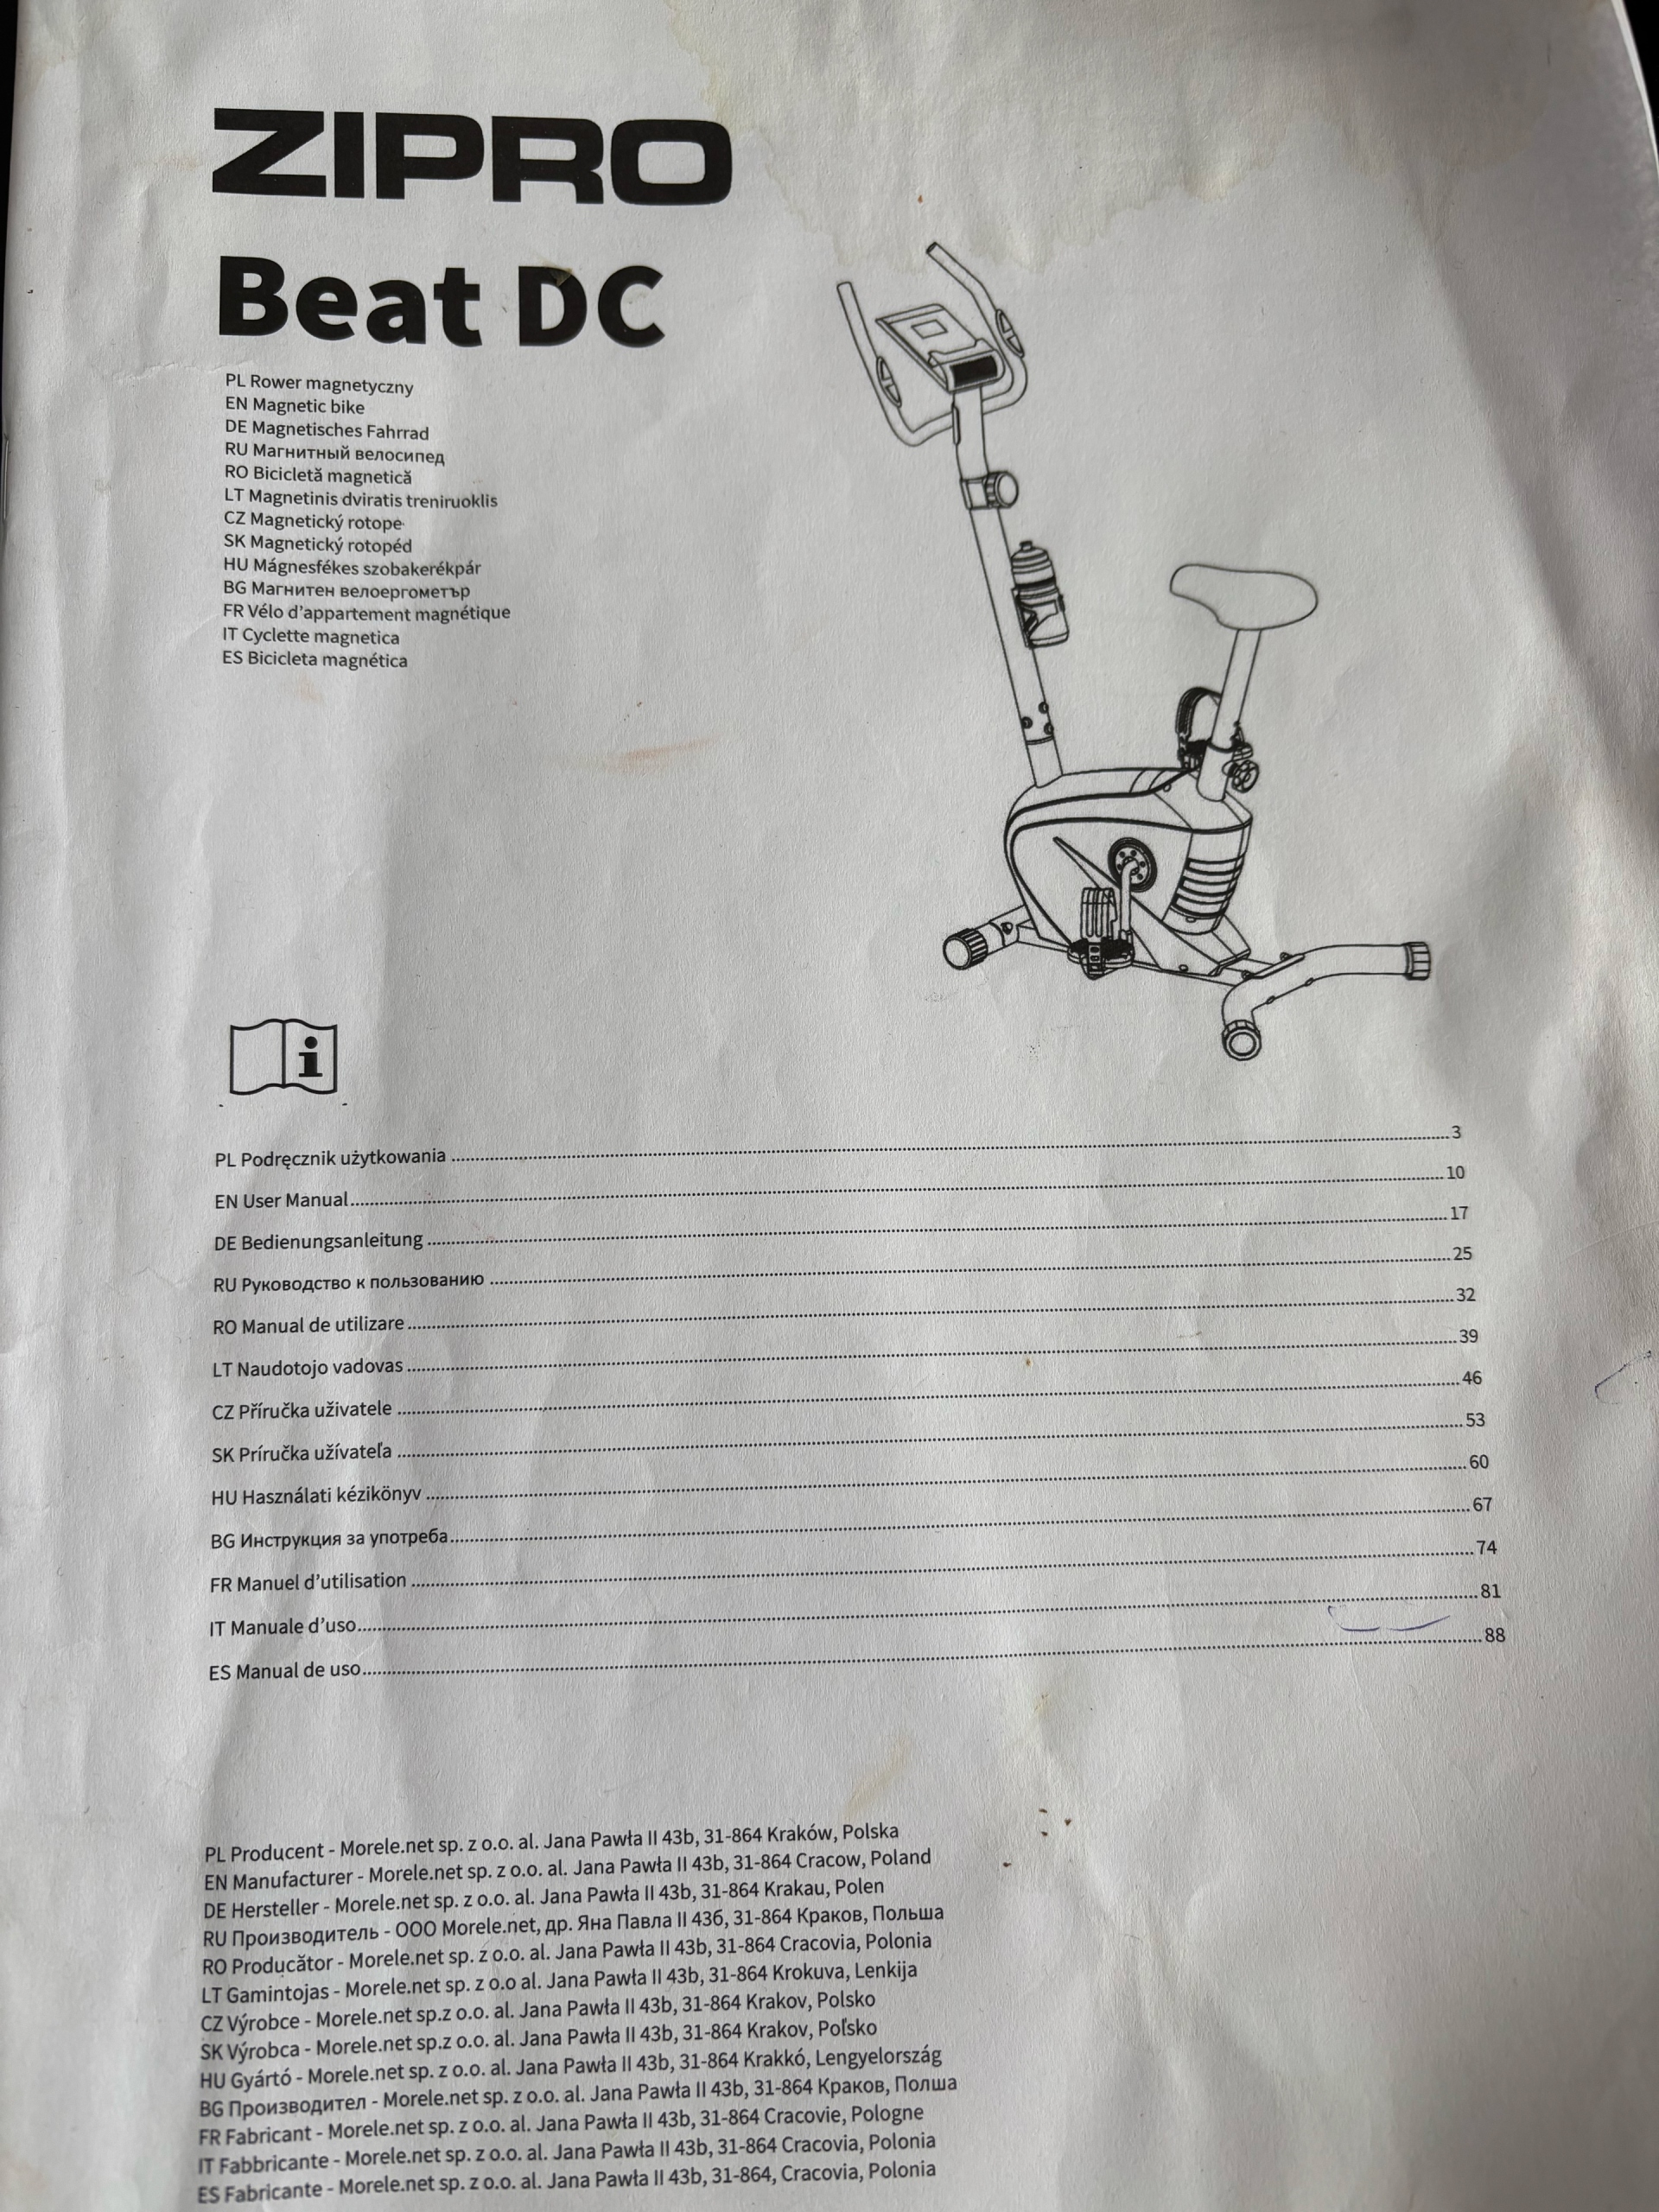 ZIPRO
Beat DC
PL Rower magnetyczny
EN Magnetic bike
DE Magnetisches Fahrrad
RU Магнитный велосипед
RO Bicicletă magnetică
LT Magnetinis dviratis treniruoklis
CZ Magnetický rotope
SK Magnetický rotopéd
HU Mágnesfékes szobakerékpár
BG Магнитен велоергометър
FR Vélo d’appartement magnétique
IT Cyclette magnetica
ES Bicicleta magnética
i
PL Podręcznik użytkowania ........ 3
EN User Manual ........ 10
DE Bedienungsanleitung ........ 17
RU Руководство к пользованию ........ 25
RO Manual de utilizare ........ 32
LT Naudotojo vadovas ........ 39
CZ Příručka uživatele ........ 46
SK Príručka užívateľa ........ 53
HU Használati kézikönyv ........ 60
BG Инструкция за употреба ........ 67
FR Manuel d’utilisation ........ 74
IT Manuale d’uso ........ 81
ES Manual de uso ........ 88
PL Producent - Morele.net sp. z o.o. al. Jana Pawła II 43b, 31-864 Kraków, Polska
EN Manufacturer - Morele.net sp. z o.o. al. Jana Pawła II 43b, 31-864 Cracow, Poland
DE Hersteller - Morele.net sp. z o.o. al. Jana Pawła II 43b, 31-864 Krakau, Polen
RU Производитель - ООО Morele.net, др. Яна Павла II 43б, 31-864 Краков, Польша
RO Producător - Morele.net sp. z o.o. al. Jana Pawła II 43b, 31-864 Cracovia, Polonia
LT Gamintojas - Morele.net sp. z o.o al. Jana Pawła II 43b, 31-864 Krokuva, Lenkija
CZ Výrobce - Morele.net sp.z o.o. al. Jana Pawła II 43b, 31-864 Krakov, Polsko
SK Výrobca - Morele.net sp.z o.o. al. Jana Pawła II 43b, 31-864 Krakov, Poľsko
HU Gyártó - Morele.net sp. z o.o. al. Jana Pawła II 43b, 31-864 Krakkó, Lengyelország
BG Производител - Morele.net sp. z o.o. al. Jana Pawła II 43b, 31-864 Краков, Полша
FR Fabricant - Morele.net sp. z o.o. al. Jana Pawła II 43b, 31-864 Cracovie, Pologne
IT Fabbricante - Morele.net sp. z o.o. al. Jana Pawła II 43b, 31-864 Cracovia, Polonia
ES Fabricante - Morele.net sp. z o.o. al. Jana Pawła II 43b, 31-864, Cracovia, Polonia